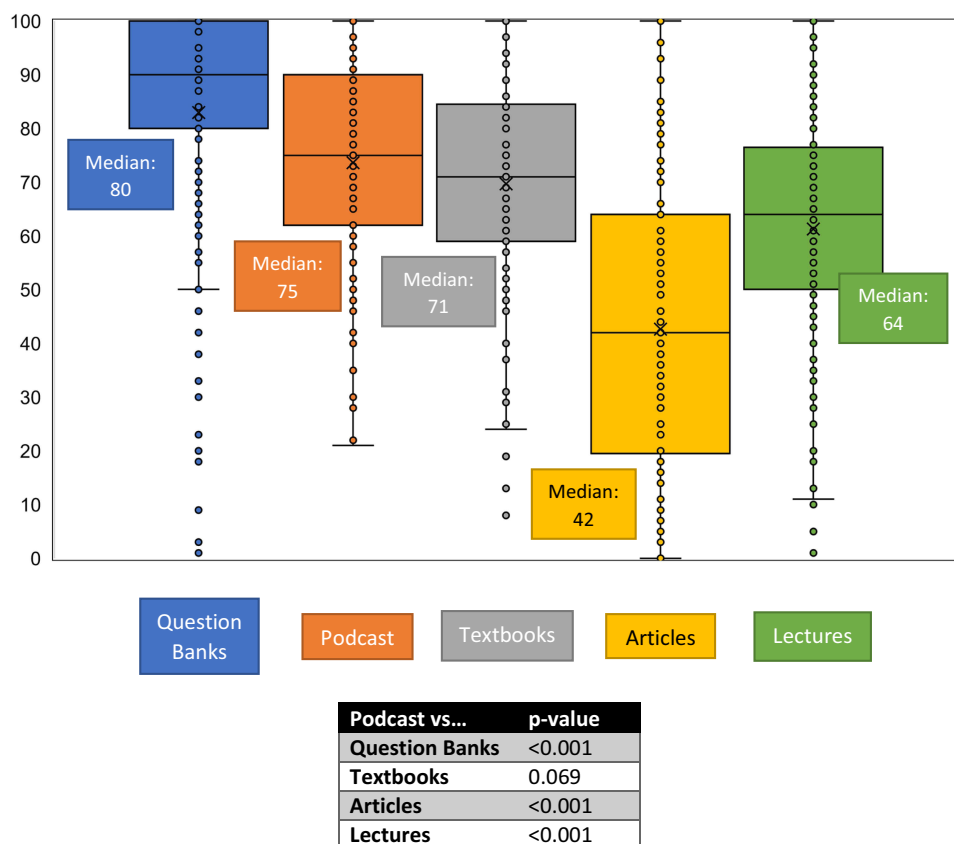 100
90
80
70
60
50
40
30
20
10
0
Median:
80
Median:
75
Median:
71
Median:
42
Median:
64
Question
Banks
Podcast
Textbooks
Articles
Lectures
Podcast vs... p-value
Question Banks <0.001
Textbooks 0.069
Articles <0.001
Lectures <0.001